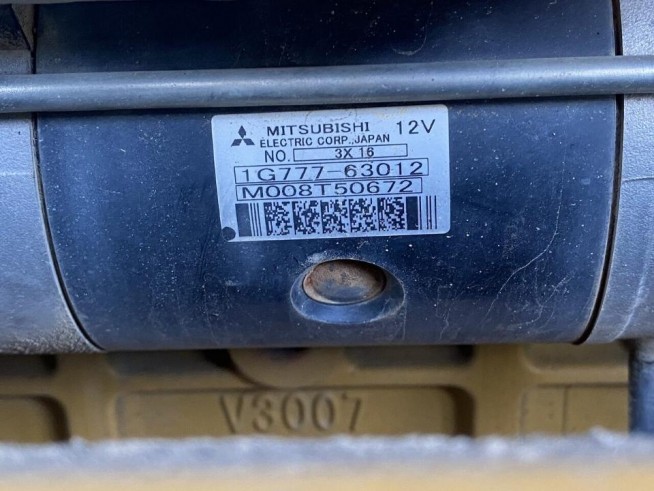 MITSUBISHI 12V
ELECTRIC CORP.,JAPAN
NO. 3X 16
1G777-63012
M008T50672
V3007